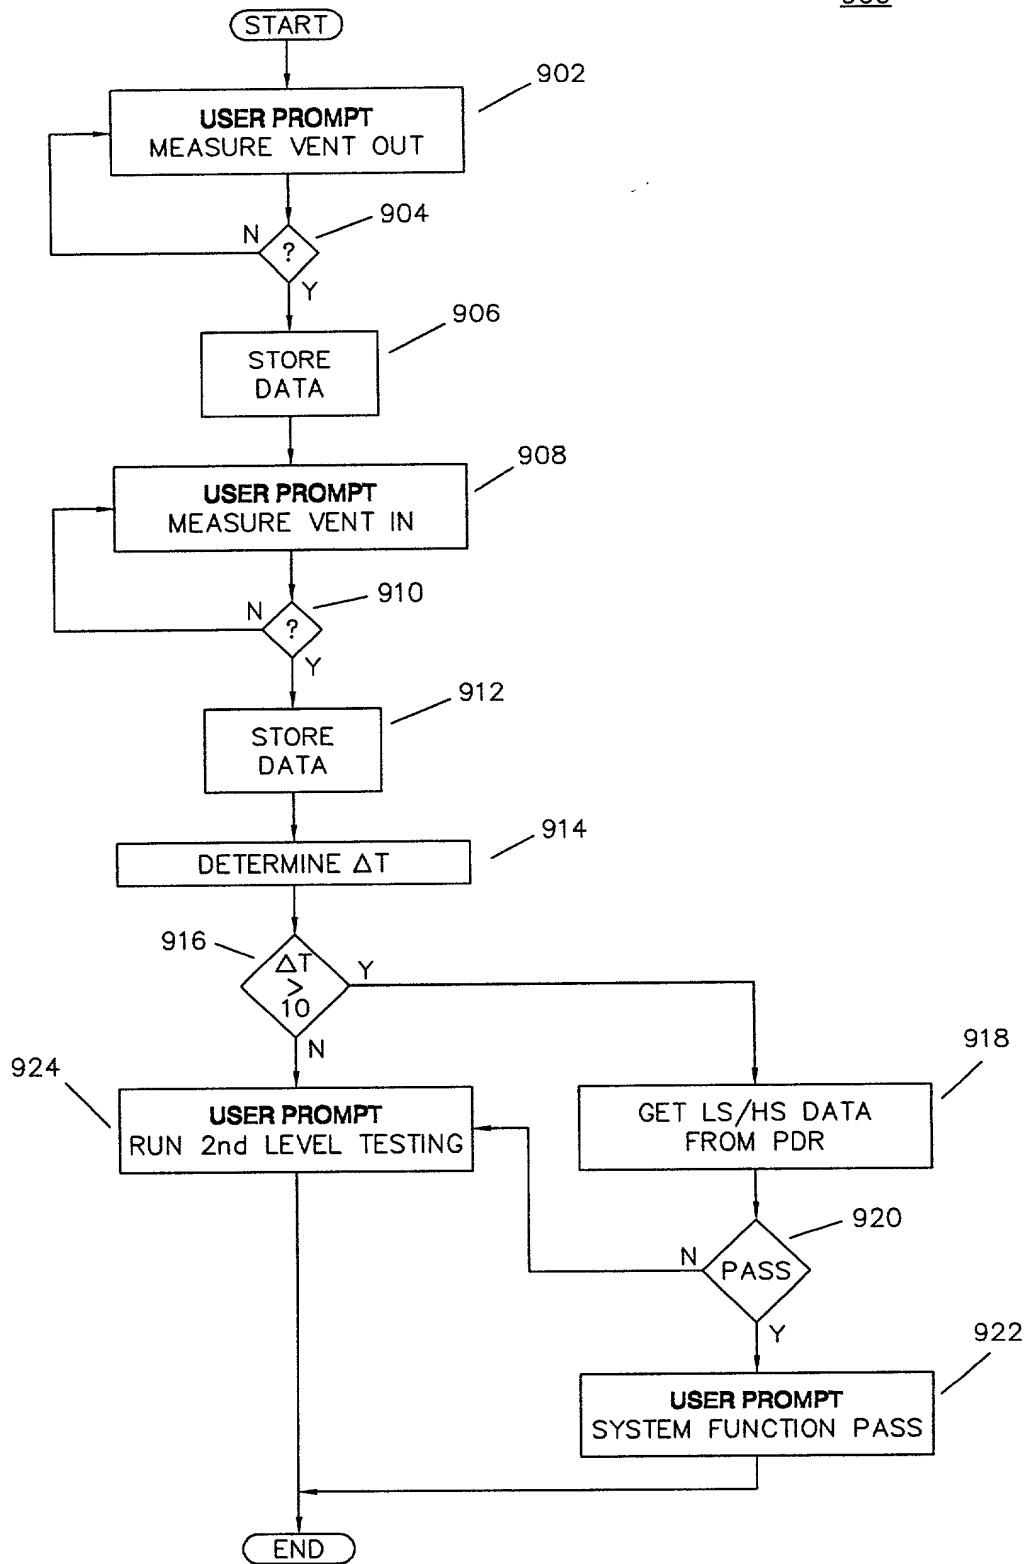 START
902
USER PROMPT
MEASURE VENT OUT
904
N
?
Y
906
STORE
DATA
908
USER PROMPT
MEASURE VENT IN
910
N
?
Y
912
STORE
DATA
914
DETERMINE ΔT
916
ΔT
>
10
Y
N
924
USER PROMPT
RUN 2nd LEVEL TESTING
918
GET LS/HS DATA
FROM PDR
920
N
PASS
Y
922
USER PROMPT
SYSTEM FUNCTION PASS
END